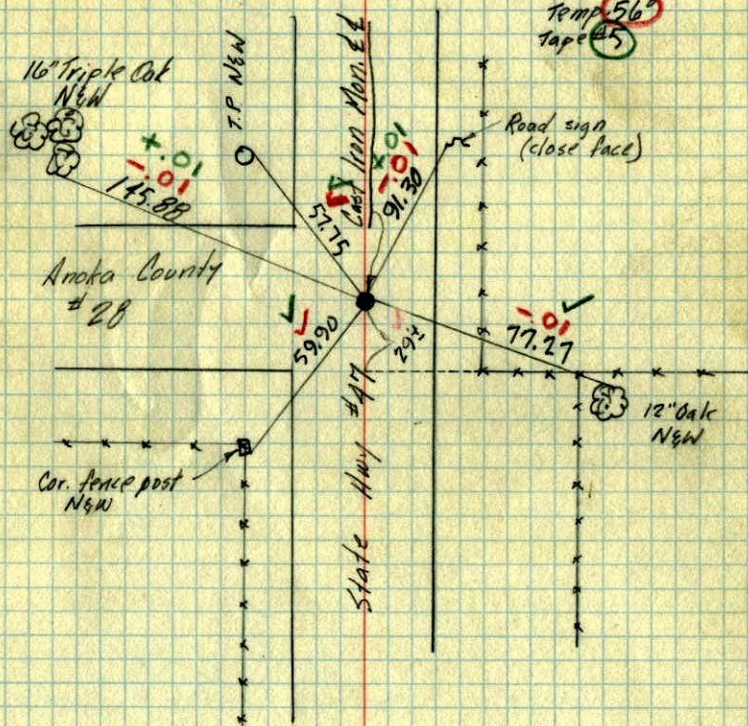 Temp. 56°
Tape #5
16" Triple Oak
N&W
T.P N&W
Cast Iron Mon.
Road sign
(close face)
+.01
-.01
145.88
57.75
+.01
-.01
91.30
Anoka County
#28
59.90
29±
-.01
77.27
12" Oak
N&W
Cor. fence post
N&W
State Hwy #47